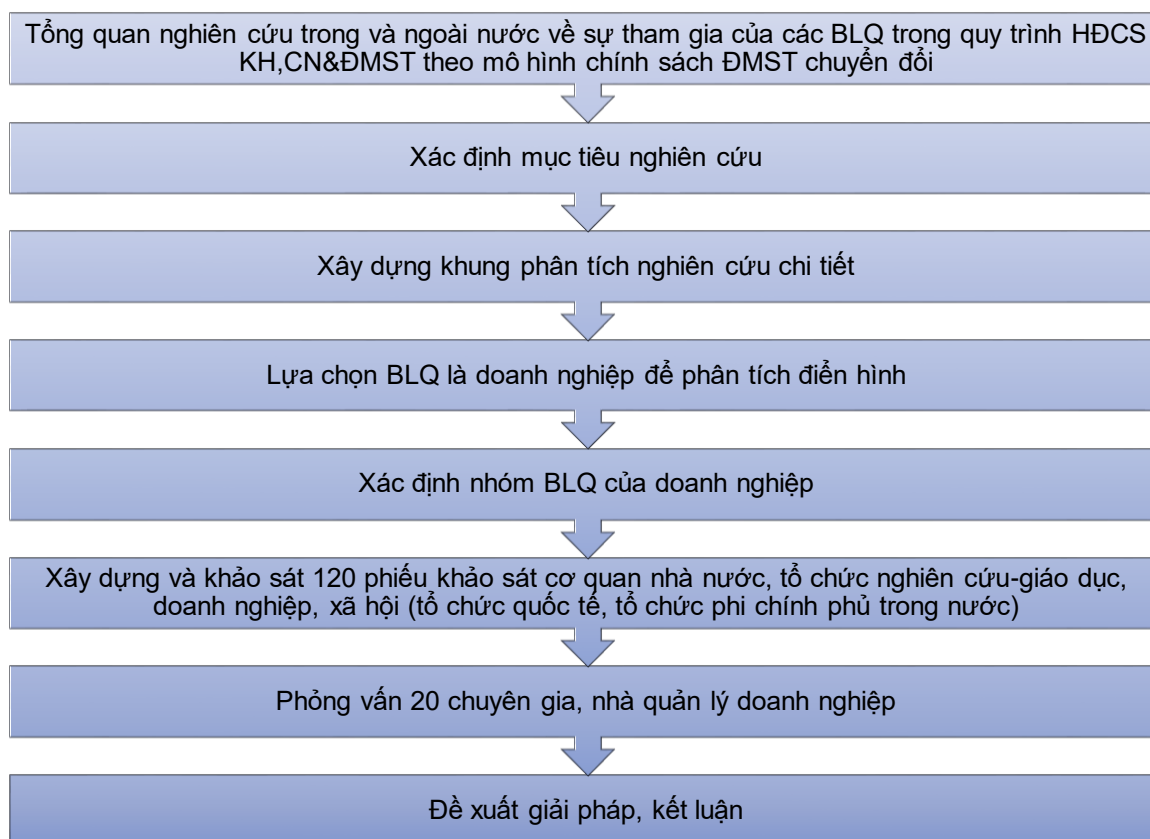 Tổng quan nghiên cứu trong và ngoài nước về sự tham gia của các BLQ trong quy trình HĐCS
KH,CN&ĐMST theo mô hình chính sách ĐMST chuyển đổi
Xác định mục tiêu nghiên cứu
Xây dựng khung phân tích nghiên cứu chi tiết
Lựa chọn BLQ là doanh nghiệp để phân tích điển hình
Xác định nhóm BLQ của doanh nghiệp
Xây dựng và khảo sát 120 phiếu khảo sát cơ quan nhà nước, tổ chức nghiên cứu-giáo dục,
doanh nghiệp, xã hội (tổ chức quốc tế, tổ chức phi chính phủ trong nước)
Phỏng vấn 20 chuyên gia, nhà quản lý doanh nghiệp
Đề xuất giải pháp, kết luận